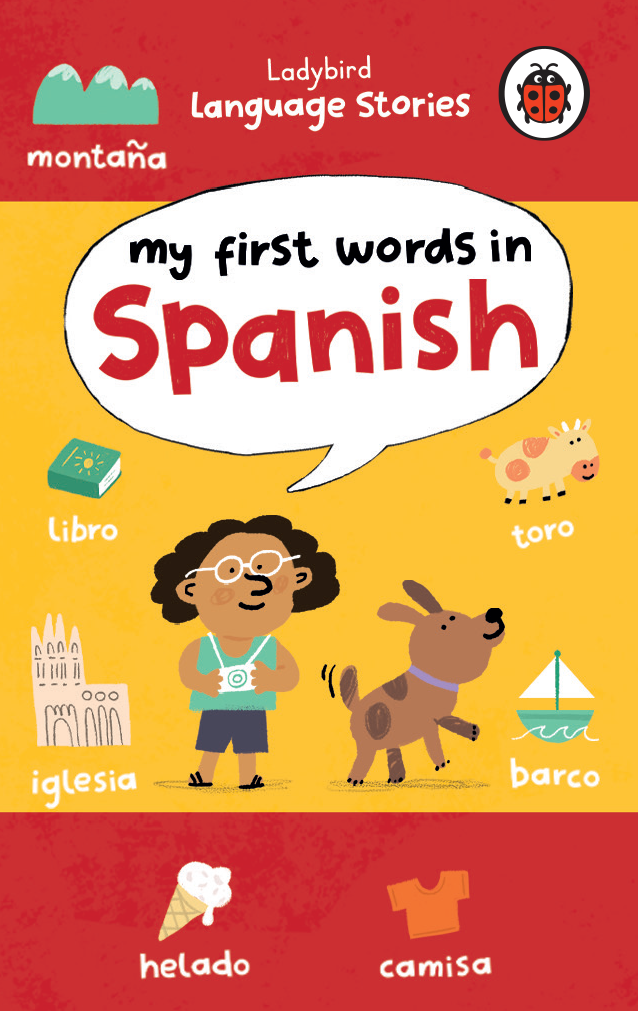 Ladybird
Language Stories
montaña
my first words in
Spanish
libro
toro
iglesia
barco
helado
camisa